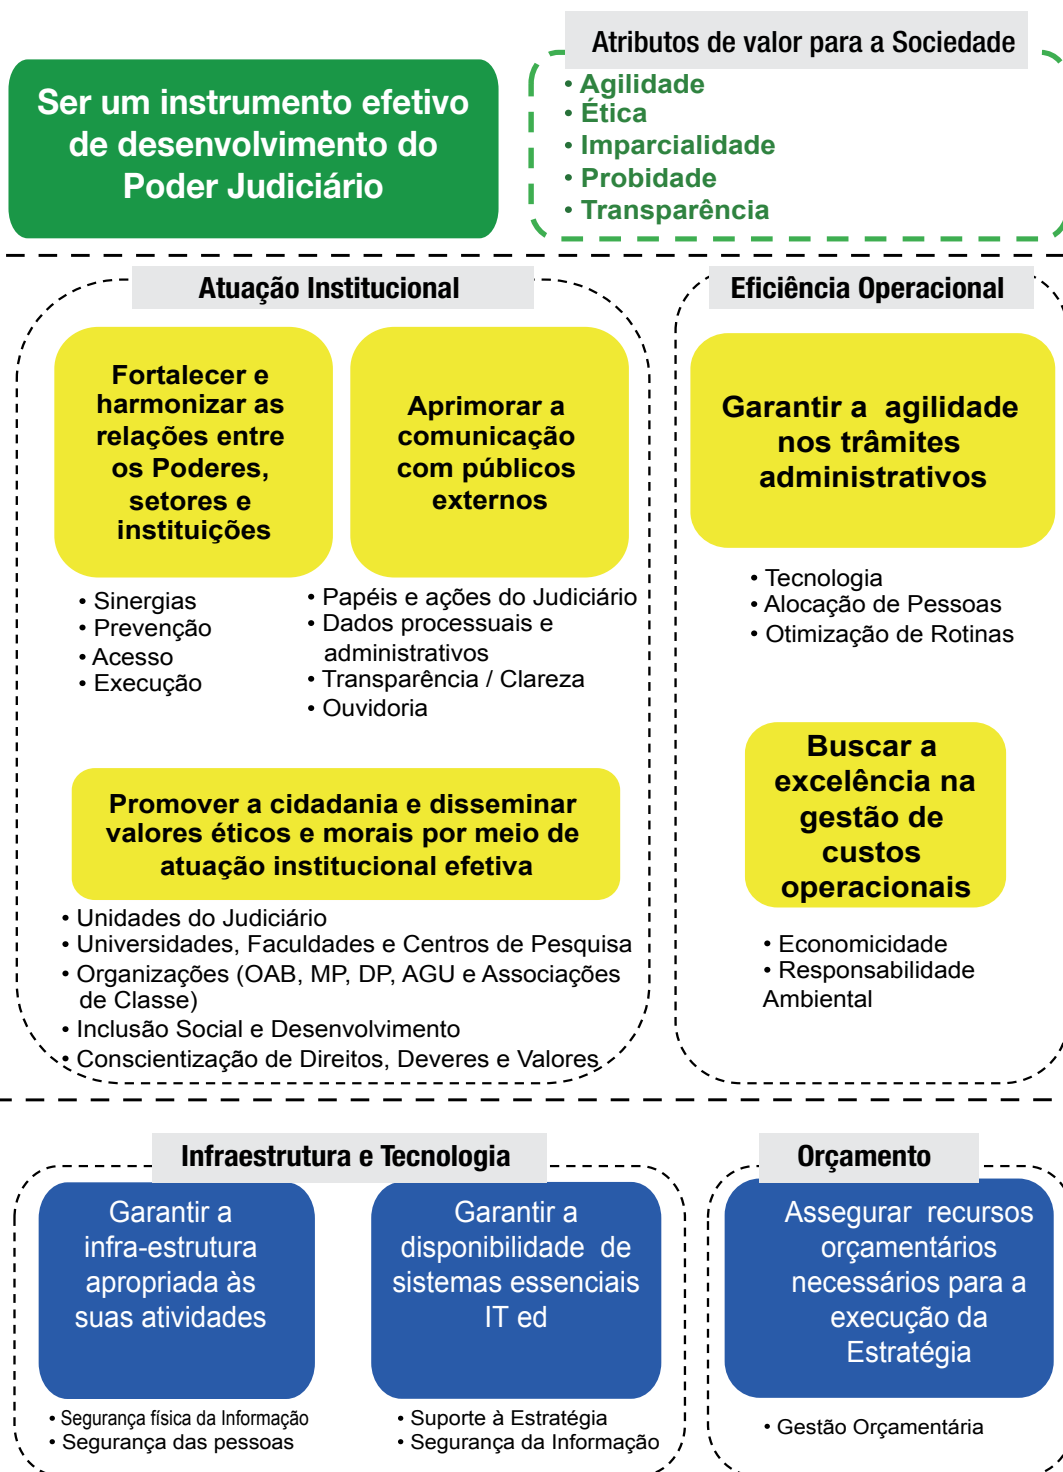 Ser um instrumento efetivo
de desenvolvimento do
Poder Judiciário
Atributos de valor para a Sociedade
• Agilidade
• Ética
• Imparcialidade
• Probidade
• Transparência
Atuação Institucional
Fortalecer e
harmonizar as
relações entre
os Poderes,
setores e
instituições
• Sinergias
• Prevenção
• Acesso
• Execução
Aprimorar a
comunicação
com públicos
externos
• Papéis e ações do Judiciário
• Dados processuais e
administrativos
• Transparência / Clareza
• Ouvidoria
Promover a cidadania e disseminar
valores éticos e morais por meio de
atuação institucional efetiva
• Unidades do Judiciário
• Universidades, Faculdades e Centros de Pesquisa
• Organizações (OAB, MP, DP, AGU e Associações
de Classe)
• Inclusão Social e Desenvolvimento
• Conscientização de Direitos, Deveres e Valores
Eficiência Operacional
Garantir a agilidade
nos trâmites
administrativos
• Tecnologia
• Alocação de Pessoas
• Otimização de Rotinas
Buscar a
excelência na
gestão de
custos
operacionais
• Economicidade
• Responsabilidade
Ambiental
Infraestrutura e Tecnologia
Garantir a
infra-estrutura
apropriada às
suas atividades
• Segurança física da Informação
• Segurança das pessoas
Garantir a
disponibilidade de
sistemas essenciais
IT ed
• Suporte à Estratégia
• Segurança da Informação
Orçamento
Assegurar recursos
orçamentários
necessários para a
execução da
Estratégia
• Gestão Orçamentária